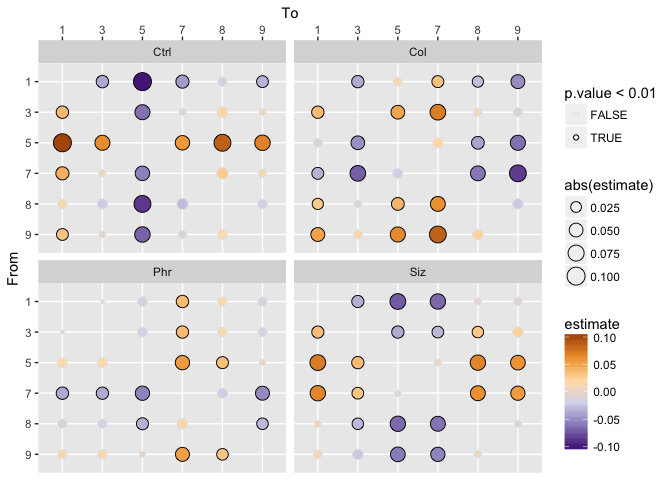 To
1 3 5 7 8 9 1 3 5 7 8 9
Ctrl Col
1
3
5
7
8
9
From
Phr Siz
1
3
5
7
8
9
p.value < 0.01
FALSE
TRUE
abs(estimate)
0.025
0.050
0.075
0.100
estimate
0.10
0.05
0.00
-0.05
-0.10